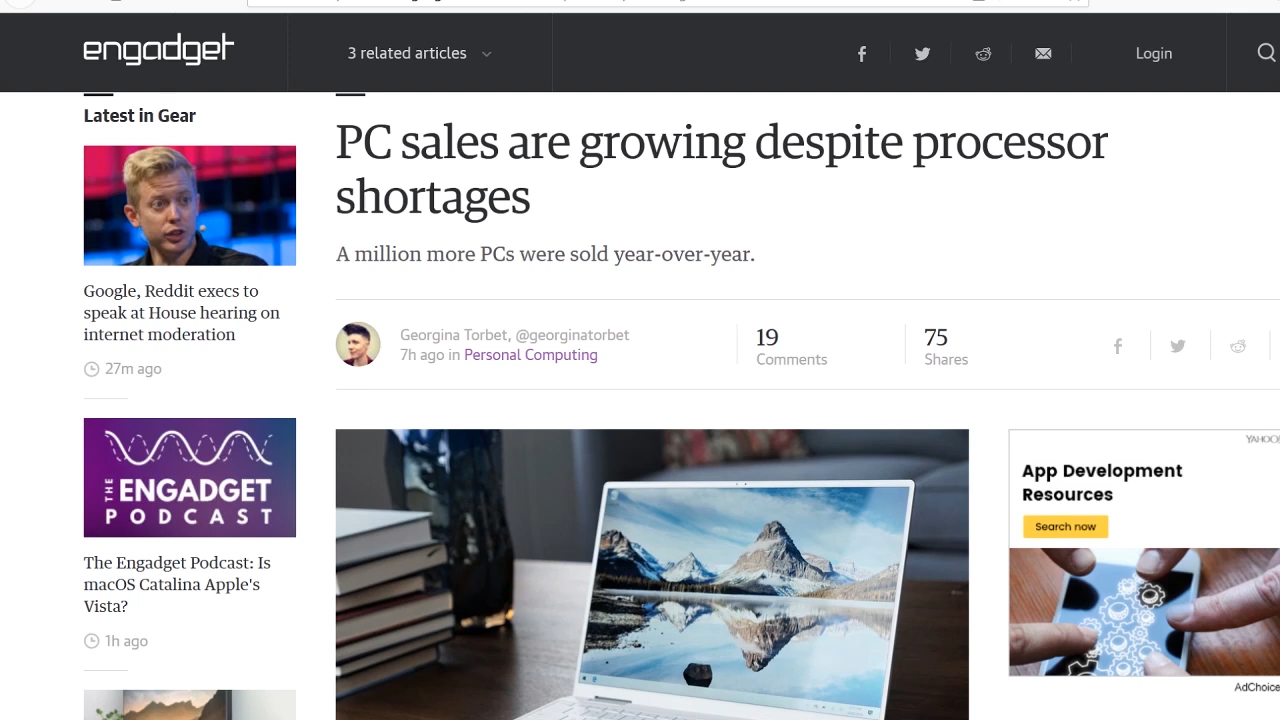 engadget
3 related articles
Login
Latest in Gear
Google, Reddit execs to
speak at House hearing on
internet moderation
27m ago
THE ENGADGET
PODCAST
The Engadget Podcast: Is
macOS Catalina Apple's
Vista?
1h ago
PC sales are growing despite processor
shortages
A million more PCs were sold year-over-year.
Georgina Torbet, @georginatorbet
7h ago in Personal Computing
19
Comments
75
Shares
YAHOO
App Development
Resources
Search now
AdChoice